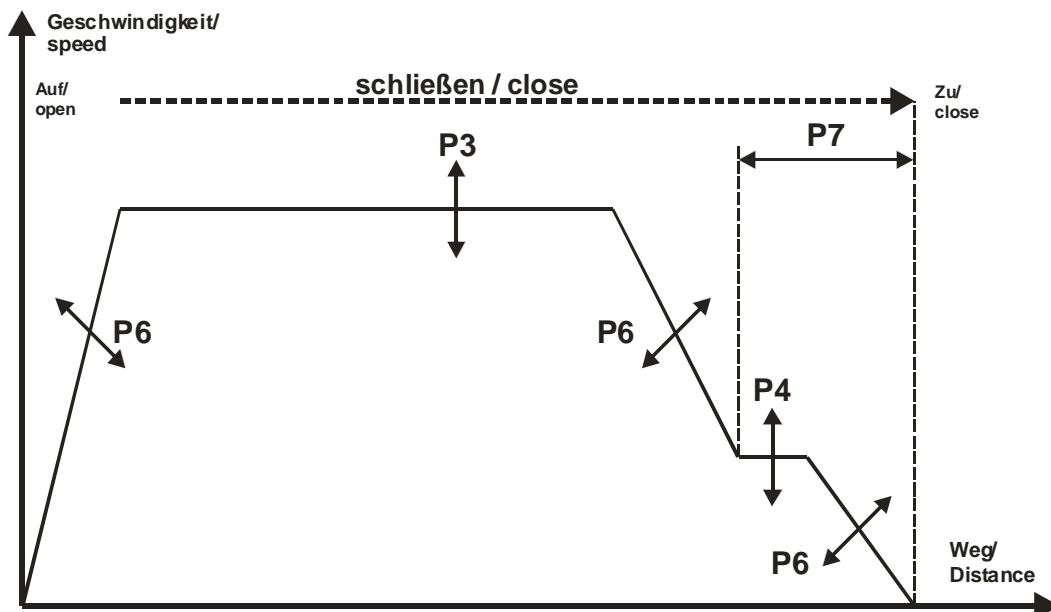 Geschwindigkeit/
speed
Auf/
open
schließen / close
Zu/
close
P7
P3
P6
P6
P4
P6
Weg/
Distance